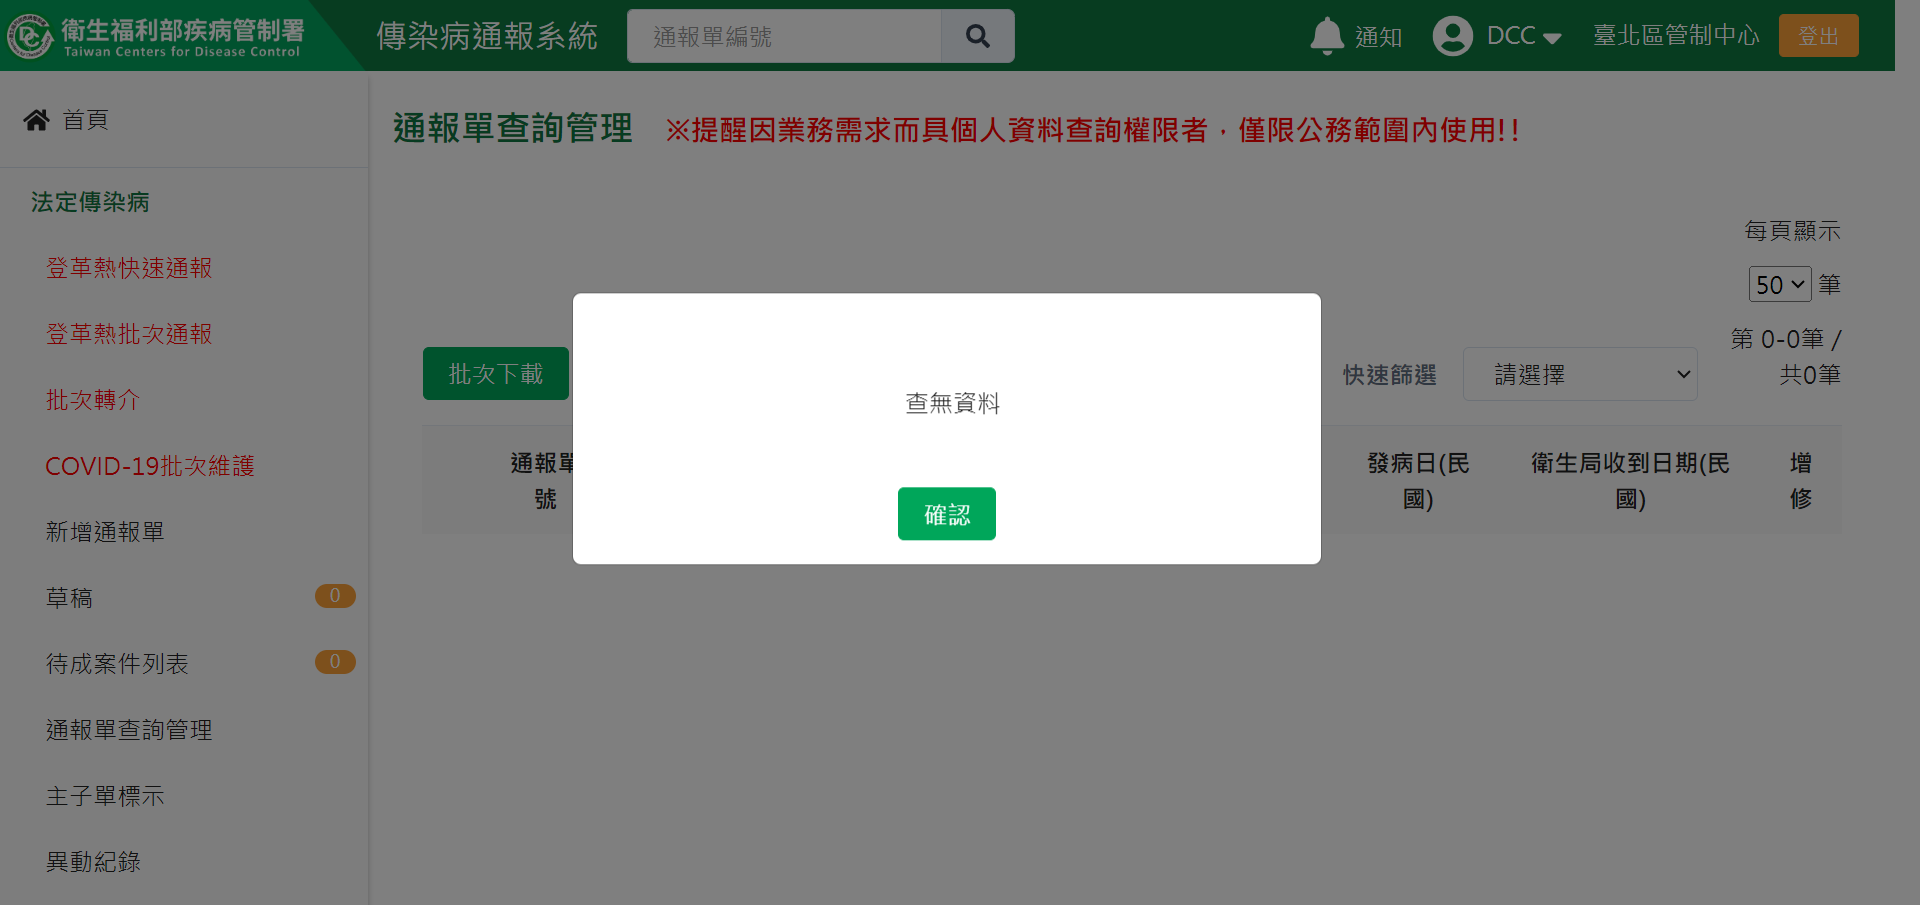 衛生福利部疾病管制署
Taiwan Centers for Disease Control
傳染病通報系統
通報單編號
通知
DCC
臺北區管制中心
登出
首頁
法定傳染病
登革熱快速通報
登革熱批次通報
批次轉介
COVID-19批次維護
新增通報單
草稿
0
待成案件列表
0
通報單查詢管理
主子單標示
異動紀錄
通報單查詢管理
※提醒因業務需求而具個人資料查詢權限者，僅限公務範圍內使用!!
每頁顯示
50 筆
第 0-0筆 /
共0筆
批次下載
快速篩選
請選擇
通報單
號
發病日(民
國)
衛生局收到日期(民
國)
增
修
查無資料
確認